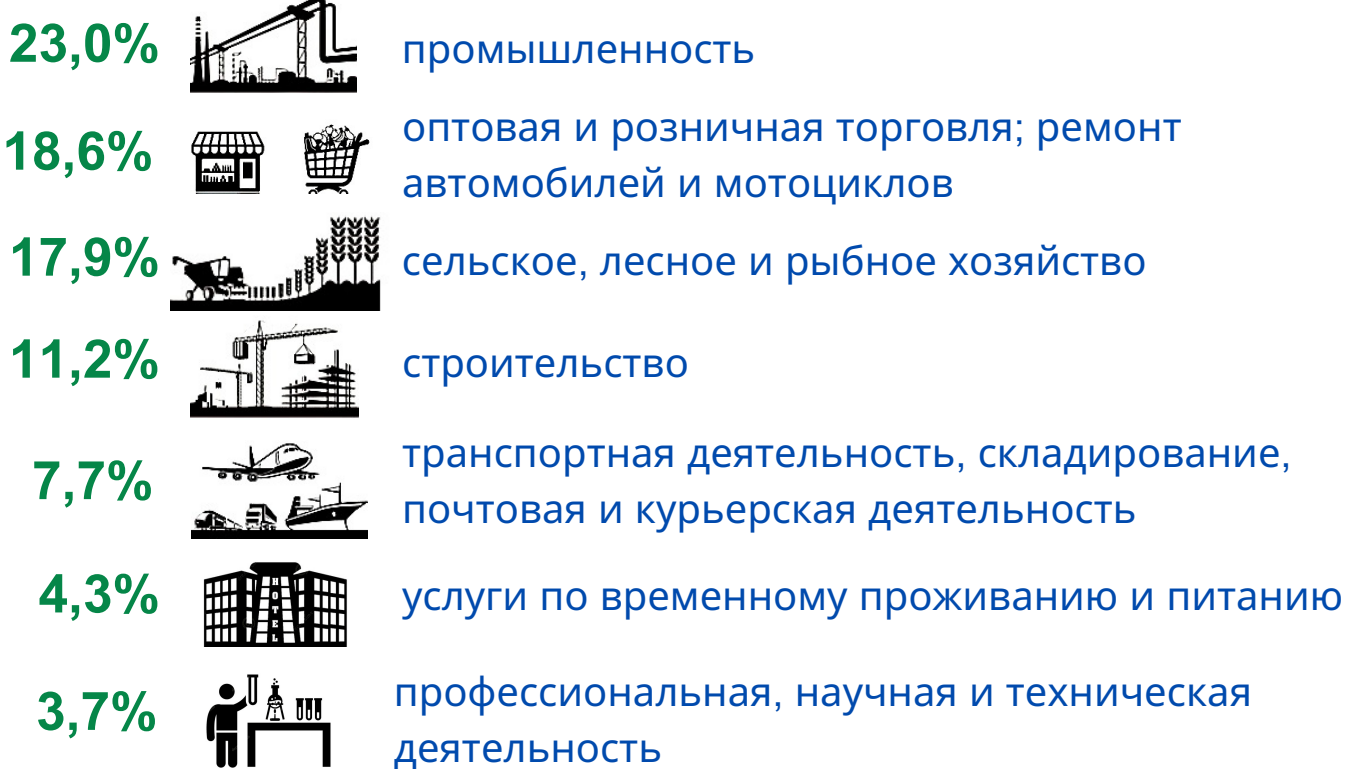 23,0% промышленность
18,6% оптовая и розничная торговля; ремонт
автомобилей и мотоциклов
17,9% сельское, лесное и рыбное хозяйство
11,2% строительство
7,7% транспортная деятельность, складирование,
почтовая и курьерская деятельность
4,3% HOTEL услуги по временному проживанию и питанию
3,7% профессиональная, научная и техническая
деятельность